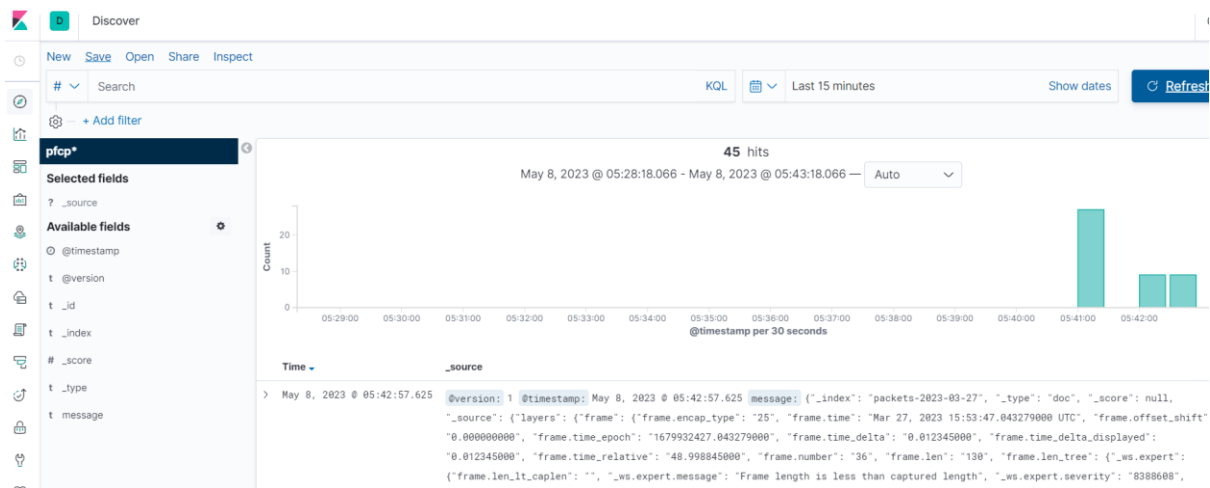 D Discover
New Save Open Share Inspect
# Search KQL Last 15 minutes Show dates Refresh
+ Add filter
pfcp*
Selected fields
? _source
Available fields
@timestamp
t @version
t _id
t _index
# _score
t _type
t message
45 hits
May 8, 2023 @ 05:28:18.066 - May 8, 2023 @ 05:43:18.066 — Auto
Count
20
10
0
05:29:00 05:30:00 05:31:00 05:32:00 05:33:00 05:34:00 05:35:00 05:36:00 05:37:00 05:38:00 05:39:00 05:40:00 05:41:00 05:42:00
@timestamp per 30 seconds
Time _source
May 8, 2023 @ 05:42:57.625 @version: 1 @timestamp: May 8, 2023 @ 05:42:57.625 message: {"_index": "packets-2023-03-27", "_type": "doc", "_score": null,
"_source": {"layers": {"frame": {"frame.encap_type": "25", "frame.time": "Mar 27, 2023 15:53:47.043279000 UTC", "frame.offset_shift"
"0.000000000", "frame.time_epoch": "1679932427.043279000", "frame.time_delta": "0.012345000", "frame.time_delta_displayed":
"0.012345000", "frame.time_relative": "48.998845000", "frame.number": "36", "frame.len": "130", "frame.len_tree": {"_ws.expert":
{"frame.len_lt_caplen": "", "_ws.expert.message": "Frame length is less than captured length", "_ws.expert.severity": "8388608",